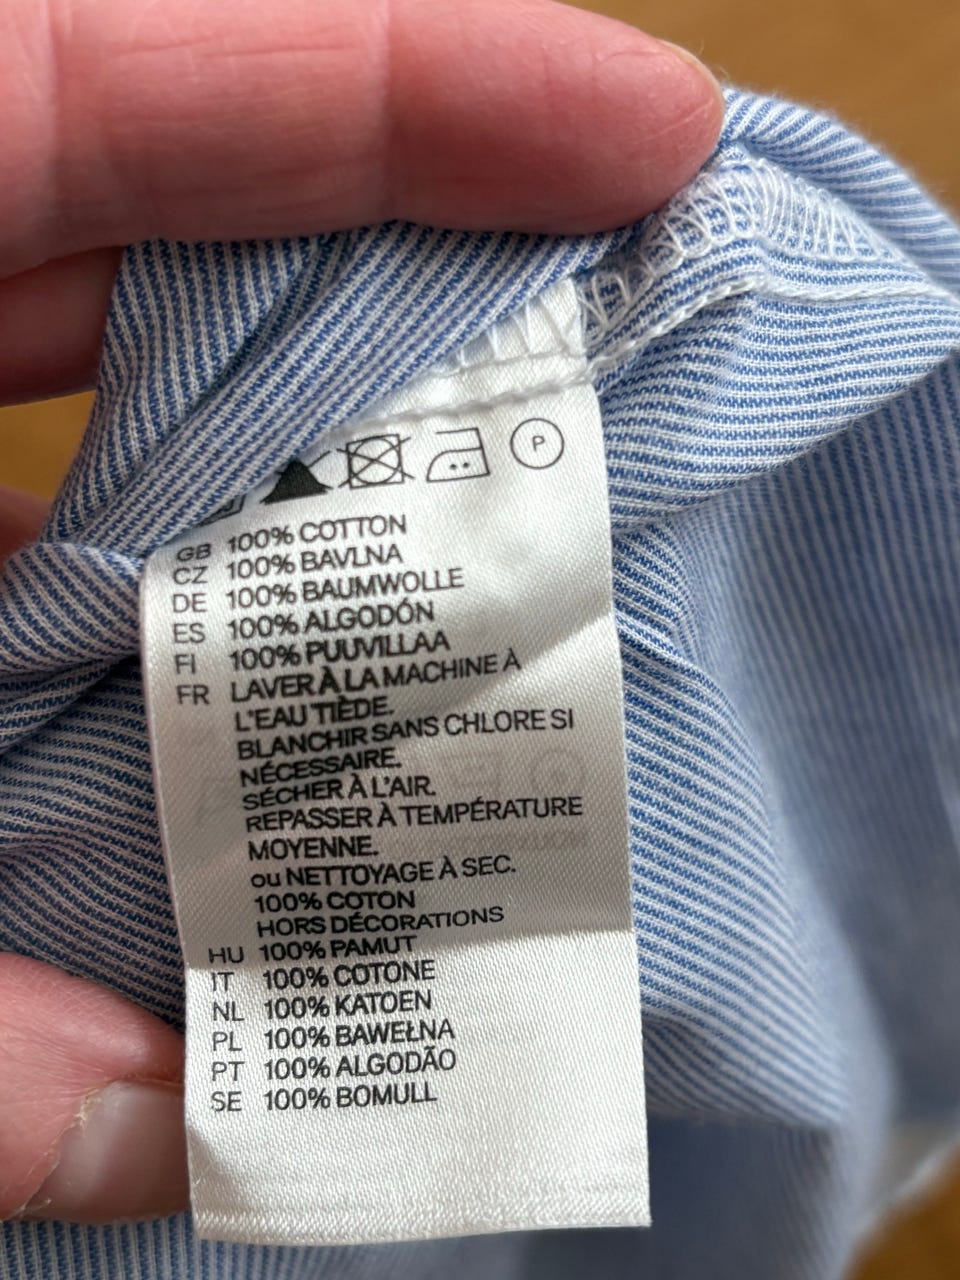 P
GB 100% COTTON
CZ 100% BAVLNA
DE 100% BAUMWOLLE
ES 100% ALGODÓN
FI 100% PUUVILLAA
FR LAVER À LA MACHINE À
L'EAU TIÈDE.
BLANCHIR SANS CHLORE SI
NÉCESSAIRE.
SÉCHER À L'AIR.
REPASSER À TEMPÉRATURE
MOYENNE.
ou NETTOYAGE À SEC.
100% COTON
HORS DÉCORATIONS
HU 100% PAMUT
IT 100% COTONE
NL 100% KATOEN
PL 100% BAWEŁNA
PT 100% ALGODÃO
SE 100% BOMULL